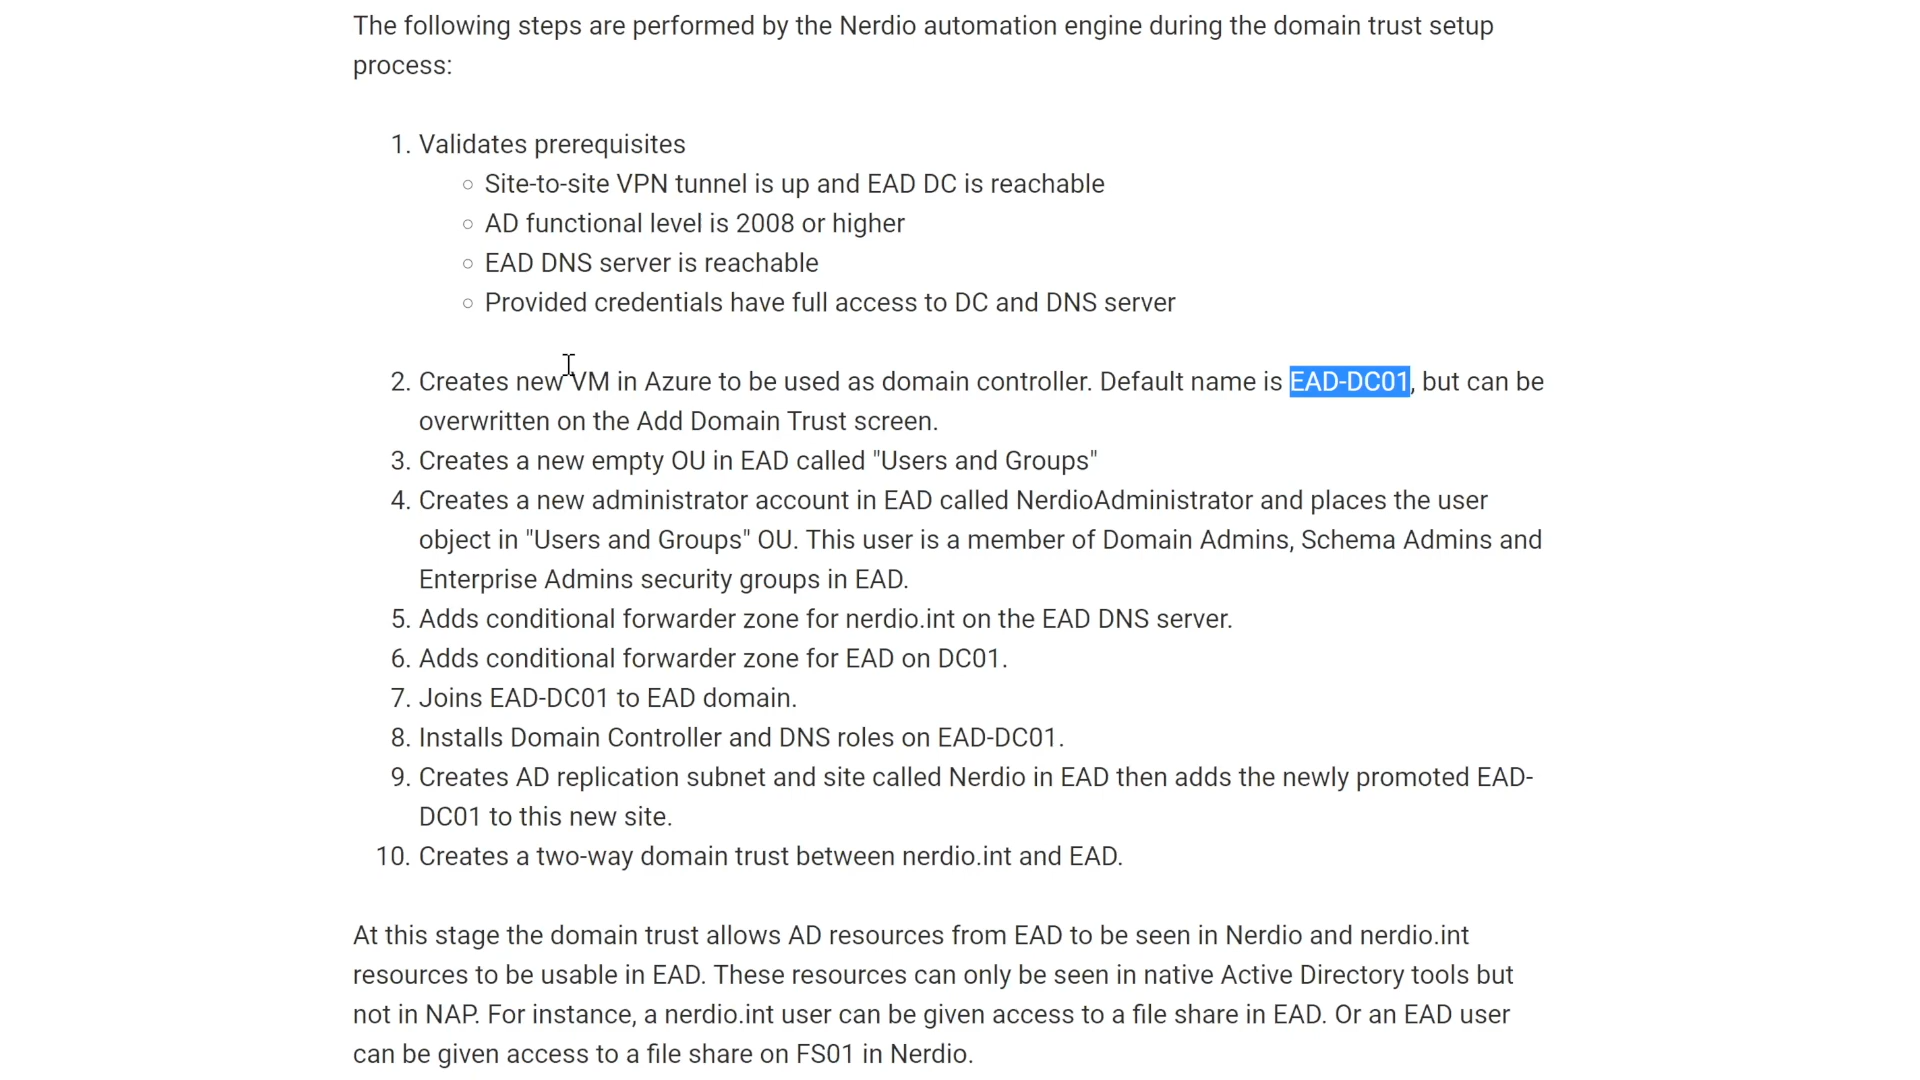 The following steps are performed by the Nerdio automation engine during the domain trust setup
process:
1. Validates prerequisites
○ Site-to-site VPN tunnel is up and EAD DC is reachable
○ AD functional level is 2008 or higher
○ EAD DNS server is reachable
○ Provided credentials have full access to DC and DNS server
2. Creates new VM in Azure to be used as domain controller. Default name is EAD-DC01, but can be
overwritten on the Add Domain Trust screen.
3. Creates a new empty OU in EAD called "Users and Groups"
4. Creates a new administrator account in EAD called NerdioAdministrator and places the user
object in "Users and Groups" OU. This user is a member of Domain Admins, Schema Admins and
Enterprise Admins security groups in EAD.
5. Adds conditional forwarder zone for nerdio.int on the EAD DNS server.
6. Adds conditional forwarder zone for EAD on DC01.
7. Joins EAD-DC01 to EAD domain.
8. Installs Domain Controller and DNS roles on EAD-DC01.
9. Creates AD replication subnet and site called Nerdio in EAD then adds the newly promoted EAD-
DC01 to this new site.
10. Creates a two-way domain trust between nerdio.int and EAD.
At this stage the domain trust allows AD resources from EAD to be seen in Nerdio and nerdio.int
resources to be usable in EAD. These resources can only be seen in native Active Directory tools but
not in NAP. For instance, a nerdio.int user can be given access to a file share in EAD. Or an EAD user
can be given access to a file share on FS01 in Nerdio.